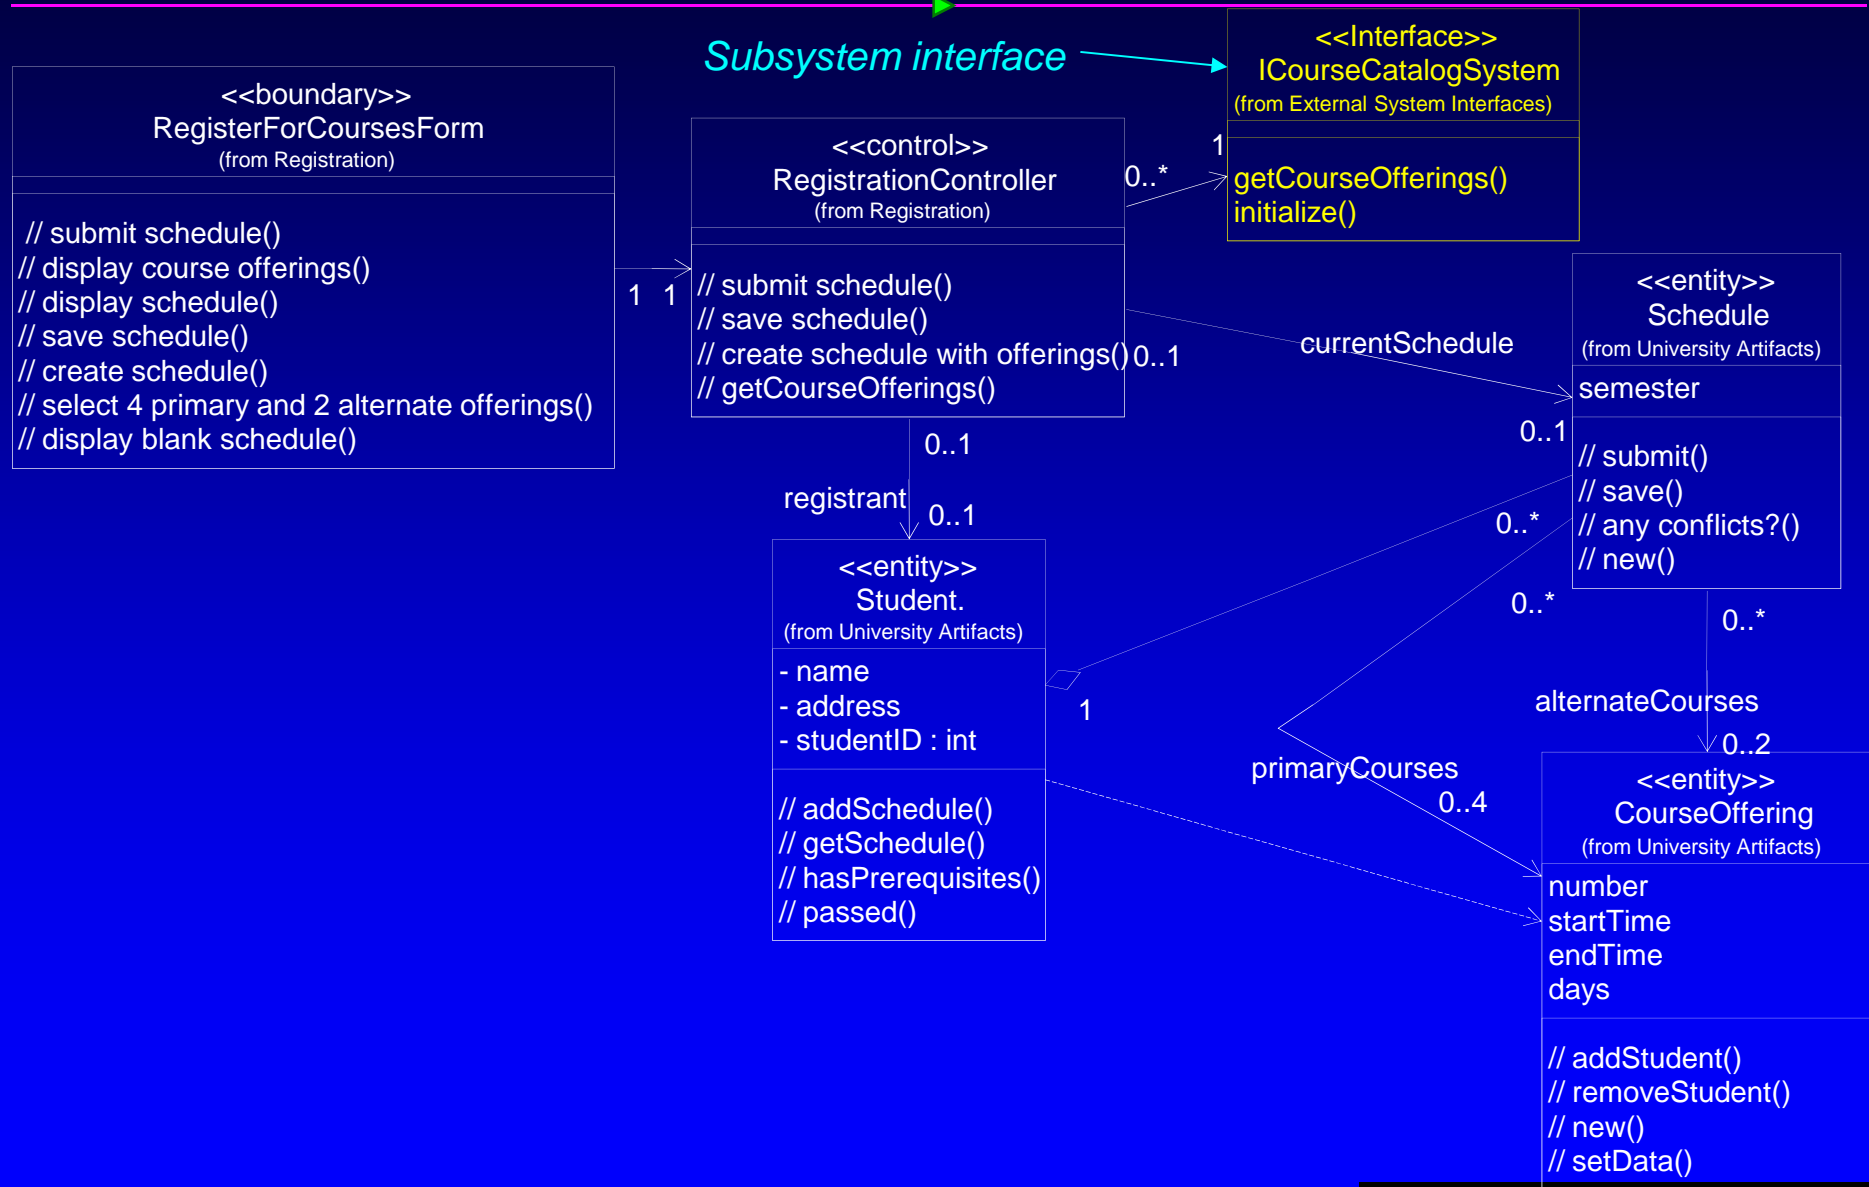 Subsystem interface
<<Interface>>
ICourseCatalogSystem
(from External System Interfaces)
getCourseOfferings()
initialize()
<<boundary>>
RegisterForCoursesForm
(from Registration)
// submit schedule()
// display course offerings()
// display schedule()
// save schedule()
// create schedule()
// select 4 primary and 2 alternate offerings()
// display blank schedule()
1 1
<<control>>
RegistrationController
(from Registration)
// submit schedule()
// save schedule()
// create schedule with offerings()
// getCourseOfferings()
0..*
1
0..1
currentSchedule
0..1
<<entity>>
Schedule
(from University Artifacts)
semester
// submit()
// save()
// any conflicts?()
// new()
0..1
registrant
0..1
<<entity>>
Student.
(from University Artifacts)
- name
- address
- studentID : int
// addSchedule()
// getSchedule()
// hasPrerequisites()
// passed()
0..*
1
0..*
primaryCourses
0..4
0..*
alternateCourses
0..2
<<entity>>
CourseOffering
(from University Artifacts)
number
startTime
endTime
days
// addStudent()
// removeStudent()
// new()
// setData()